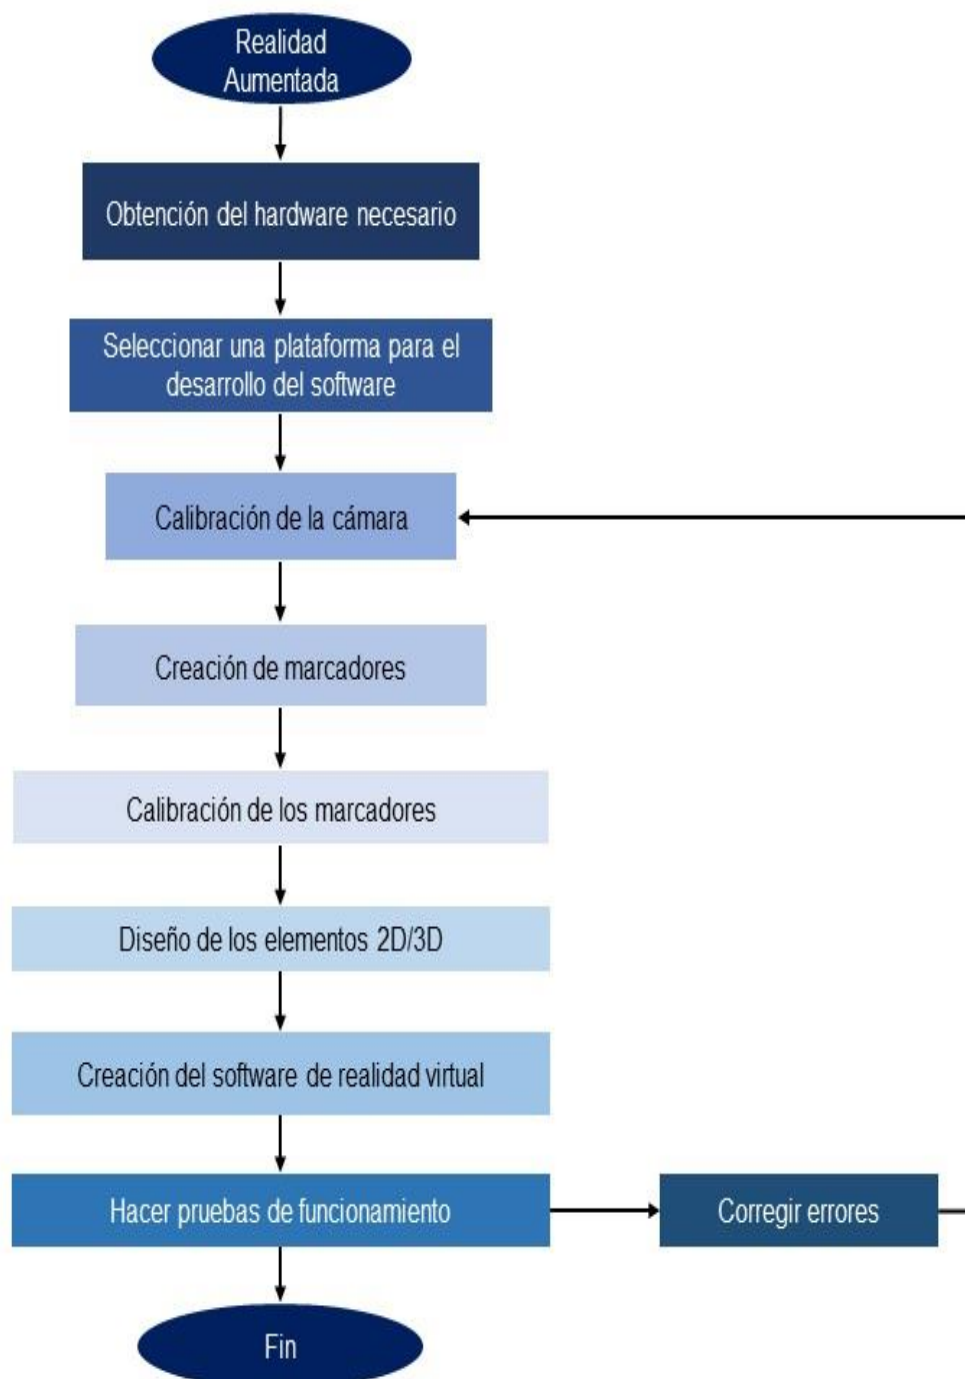 Realidad
Aumentada
Obtención del hardware necesario
Seleccionar una plataforma para el
desarrollo del software
Calibración de la cámara
Creación de marcadores
Calibración de los marcadores
Diseño de los elementos 2D/3D
Creación del software de realidad virtual
Hacer pruebas de funcionamiento
Corregir errores
Fin